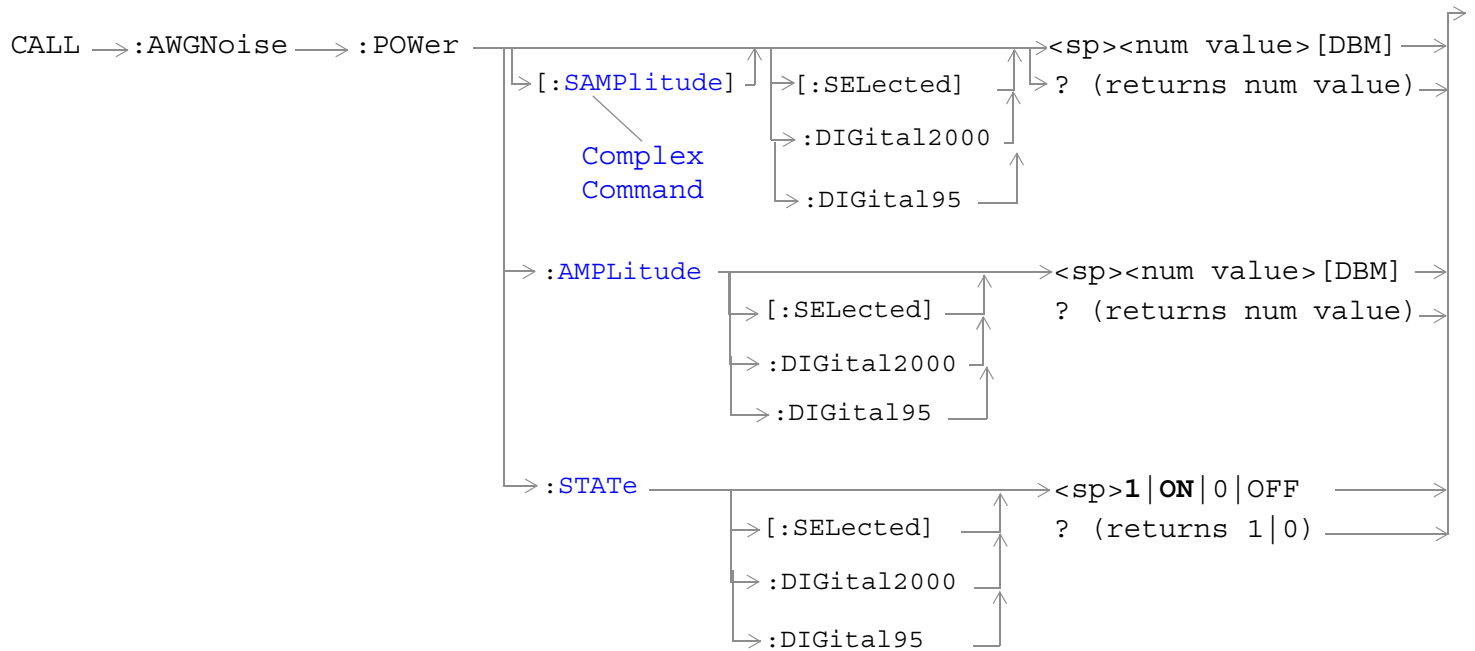 CALL :AWGNoise :POWer <sp><num value>[DBM]
[:SAMPlitude] [:SELected] ? (returns num value)
:DIGital2000
Complex
Command
:DIGital95
:AMPLitude <sp><num value>[DBM]
[:SELected] ? (returns num value)
:DIGital2000
:DIGital95
:STATe <sp>1|ON|0|OFF
[:SELected] ? (returns 1|0)
:DIGital2000
:DIGital95